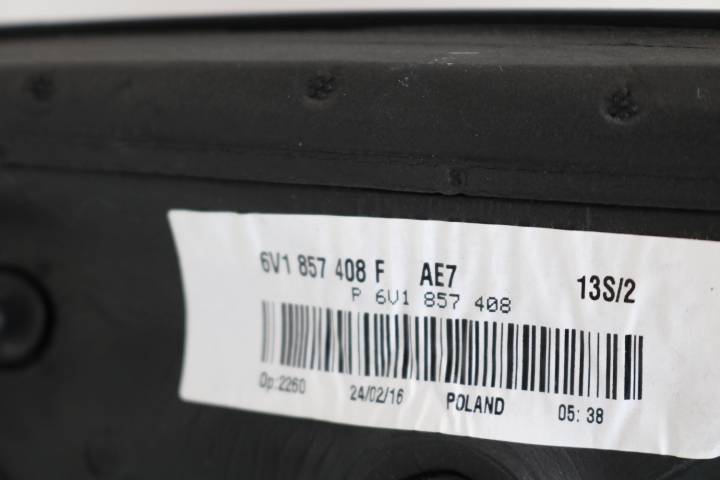 6V1 857 408 F AE7 13S/2
P 6V1 857 408
Op:2260 24/02/16 POLAND 05:38